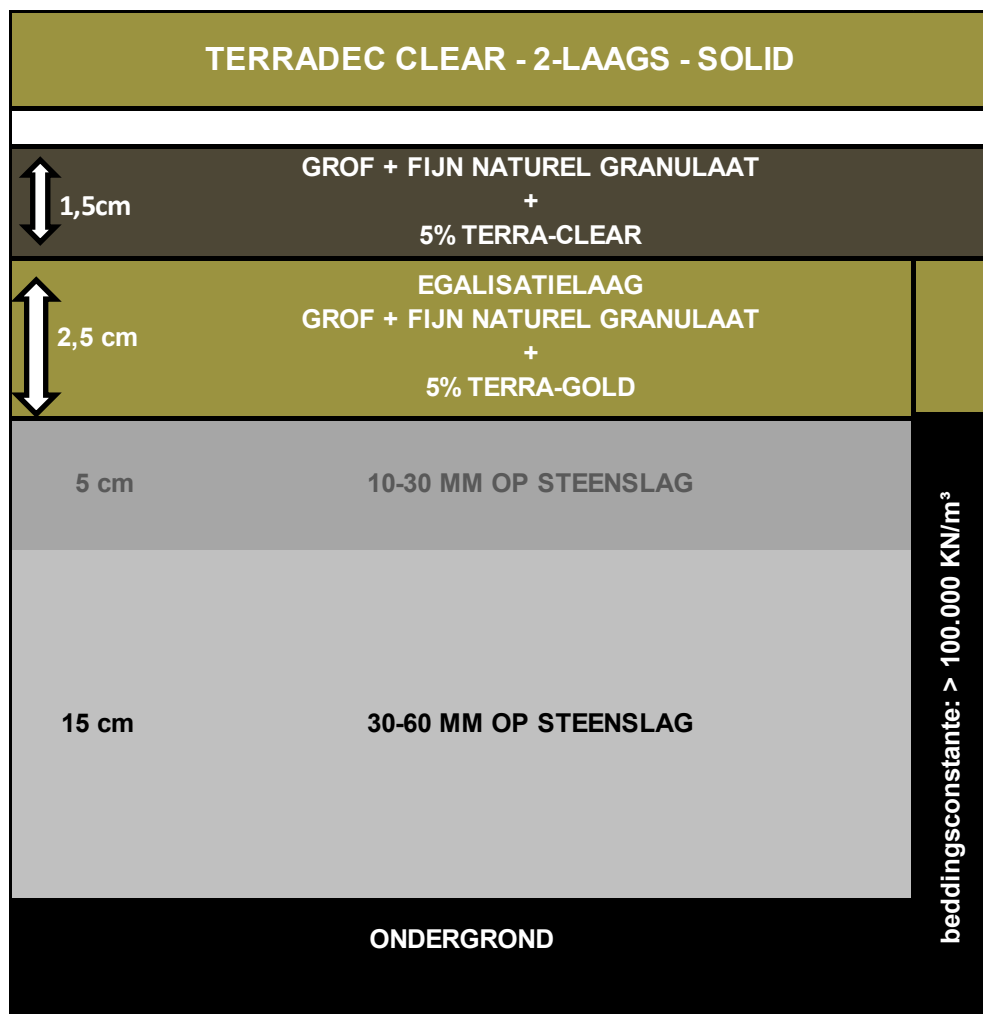 TERRADEC CLEAR - 2-LAAGS - SOLID
GROF + FIJN NATUREL GRANULAAT
1,5cm
+
5% TERRA-CLEAR
EGALISATIELAAG
GROF + FIJN NATUREL GRANULAAT
2,5 cm
+
5% TERRA-GOLD
5 cm
10-30 MM OP STEENSLAG
15 cm
30-60 MM OP STEENSLAG
beddingsconstante: > 100.000 KN/m³
ONDERGROND